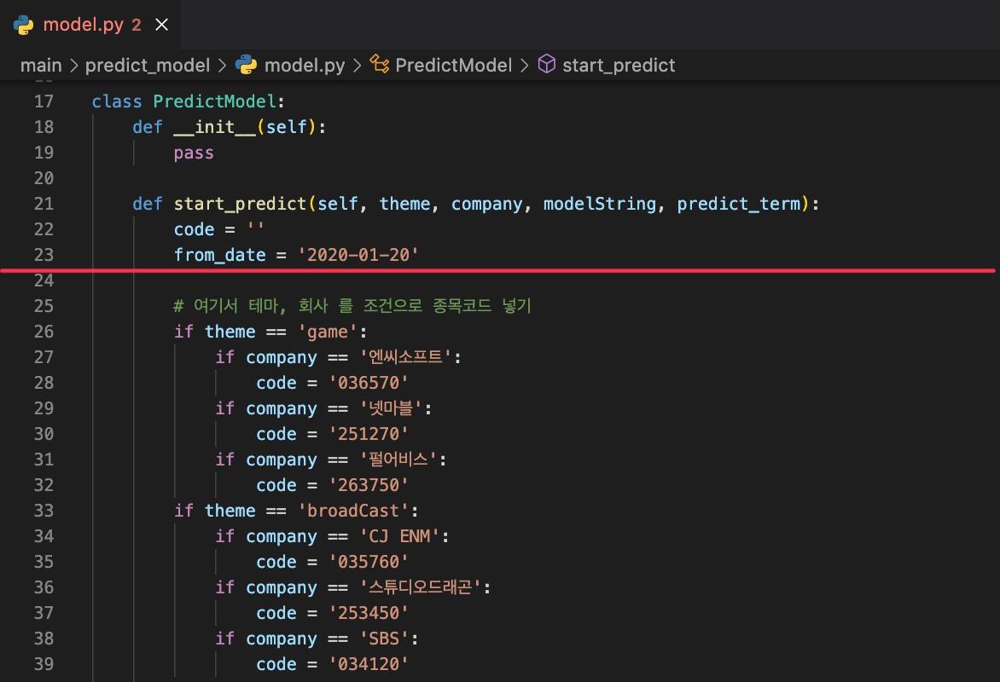 model.py 2
main > predict_model > model.py > PredictModel > start_predict
17 class PredictModel:
18     def __init__(self):
19         pass
20
21     def start_predict(self, theme, company, modelString, predict_term):
22         code = ''
23         from_date = '2020-01-20'
24
25         # 여기서 테마, 회사 를 조건으로 종목코드 넣기
26         if theme == 'game':
27             if company == '엔씨소프트':
28                 code = '036570'
29             if company == '넷마블':
30                 code = '251270'
31             if company == '펄어비스':
32                 code = '263750'
33         if theme == 'broadCast':
34             if company == 'CJ ENM':
35                 code = '035760'
36             if company == '스튜디오드래곤':
37                 code = '253450'
38             if company == 'SBS':
39                 code = '034120'